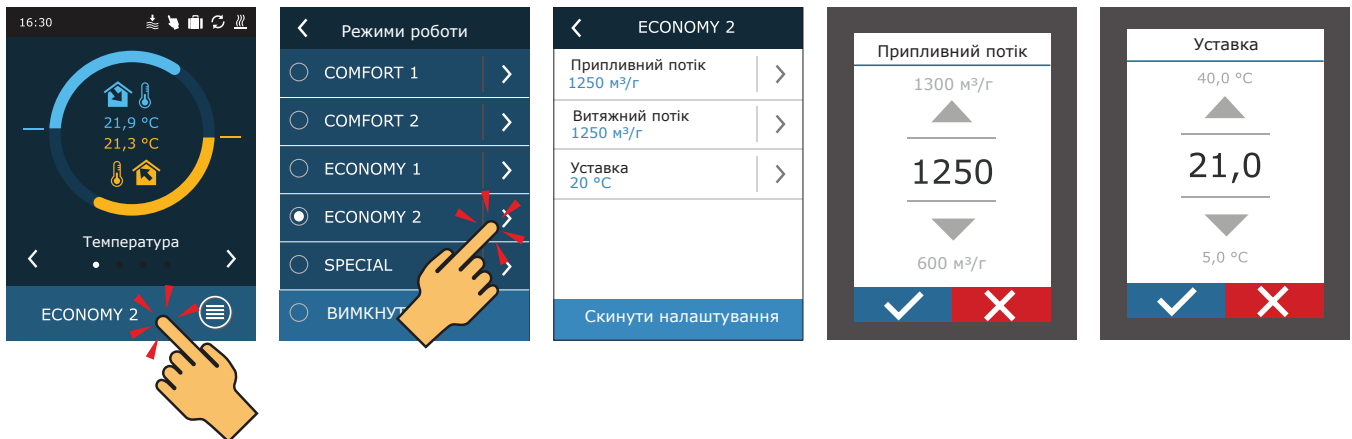 16:30
21,9 °C
21,3 °C
Температура
ECONOMY 2
Режими роботи
COMFORT 1
COMFORT 2
ECONOMY 1
ECONOMY 2
SPECIAL
ВИМКНУТ
ECONOMY 2
Припливний потік
1250 м³/г
Витяжний потік
1250 м³/г
Уставка
20 °C
Скинути налаштування
Припливний потік
1300 м³/г
1250
600 м³/г
Уставка
40,0 °C
21,0
5,0 °C